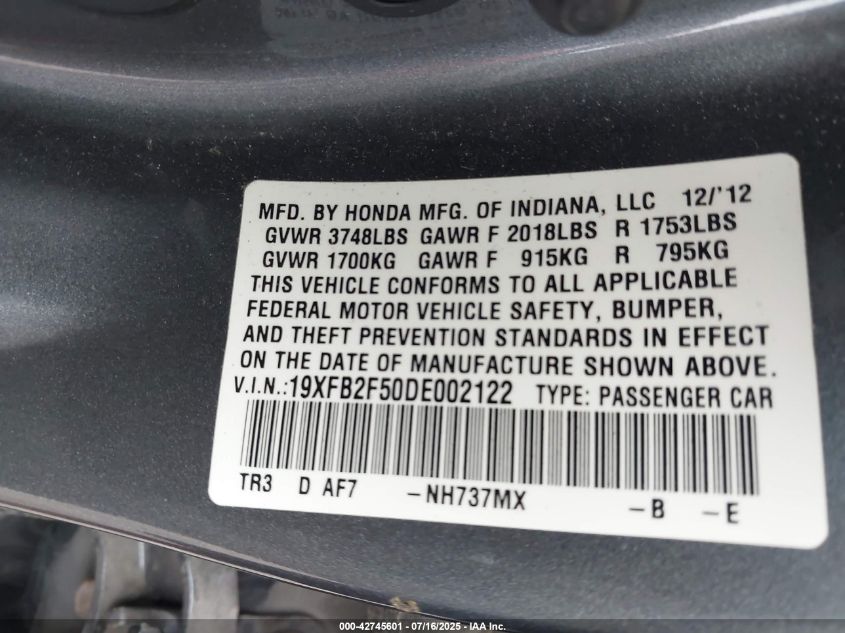 MFD. BY HONDA MFG. OF INDIANA, LLC 12/'12
GVWR 3748LBS GAWR F 2018LBS R 1753LBS
GVWR 1700KG GAWR F 915KG R 795KG
THIS VEHICLE CONFORMS TO ALL APPLICABLE
FEDERAL MOTOR VEHICLE SAFETY, BUMPER,
AND THEFT PREVENTION STANDARDS IN EFFECT
ON THE DATE OF MANUFACTURE SHOWN ABOVE.
V.I.N.:19XFB2F50DE002122 TYPE: PASSENGER CAR
TR3 D AF7 -NH737MX -B -E
000-42745601 - 07/16/2025 - IAAI.com